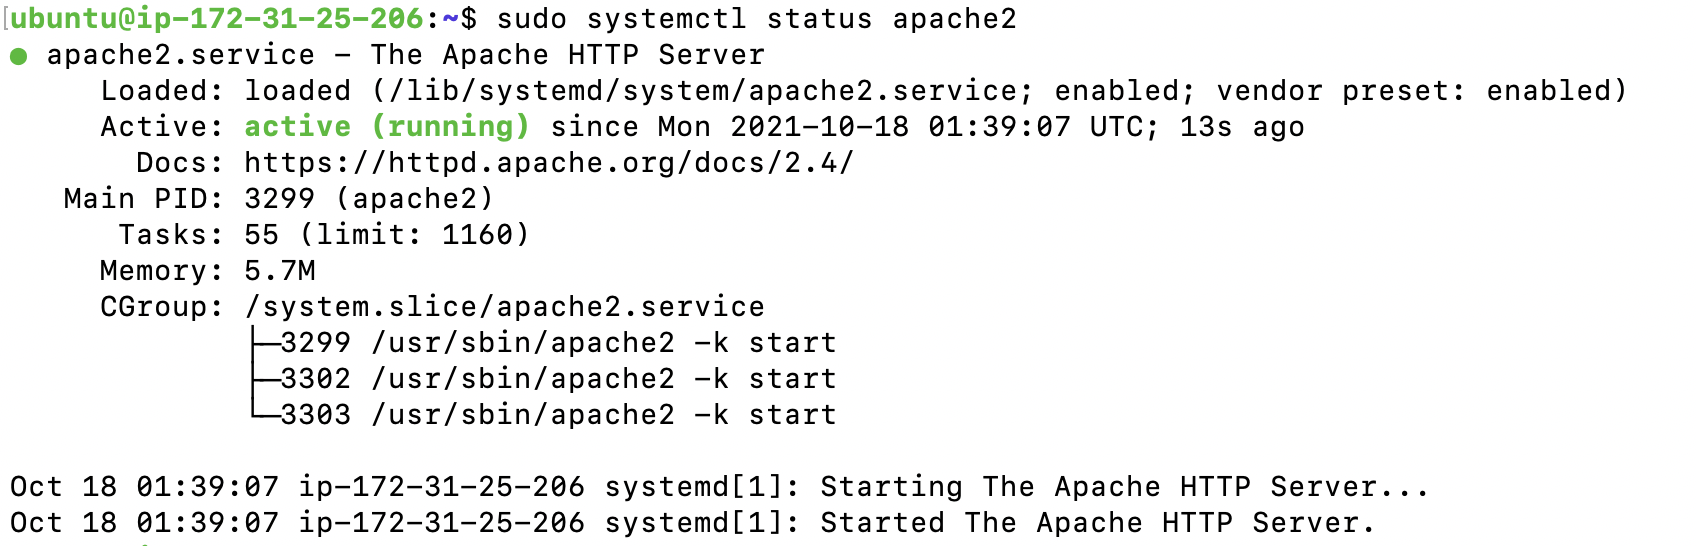 [ubuntu@ip-172-31-25-206:~$ sudo systemctl status apache2
● apache2.service - The Apache HTTP Server
     Loaded: loaded (/lib/systemd/system/apache2.service; enabled; vendor preset: enabled)
     Active: active (running) since Mon 2021-10-18 01:39:07 UTC; 13s ago
       Docs: https://httpd.apache.org/docs/2.4/
   Main PID: 3299 (apache2)
      Tasks: 55 (limit: 1160)
     Memory: 5.7M
     CGroup: /system.slice/apache2.service
             ├─3299 /usr/sbin/apache2 -k start
             ├─3302 /usr/sbin/apache2 -k start
             └─3303 /usr/sbin/apache2 -k start

Oct 18 01:39:07 ip-172-31-25-206 systemd[1]: Starting The Apache HTTP Server...
Oct 18 01:39:07 ip-172-31-25-206 systemd[1]: Started The Apache HTTP Server.